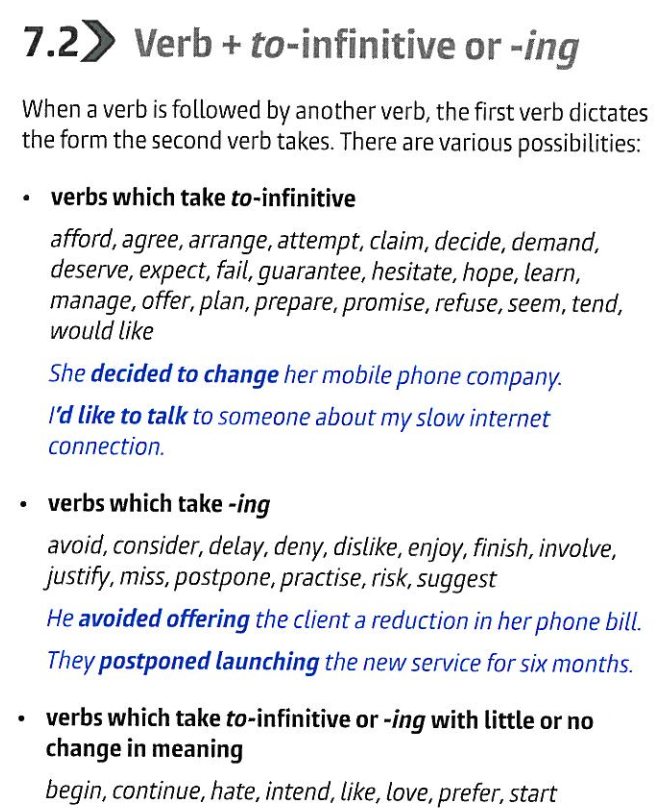 7.2 Verb + to-infinitive or -ing
When a verb is followed by another verb, the first verb dictates
the form the second verb takes. There are various possibilities:
• verbs which take to-infinitive
afford, agree, arrange, attempt, claim, decide, demand,
deserve, expect, fail, guarantee, hesitate, hope, learn,
manage, offer, plan, prepare, promise, refuse, seem, tend,
would like
She decided to change her mobile phone company.
I'd like to talk to someone about my slow internet
connection.
• verbs which take -ing
avoid, consider, delay, deny, dislike, enjoy, finish, involve,
justify, miss, postpone, practise, risk, suggest
He avoided offering the client a reduction in her phone bill.
They postponed launching the new service for six months.
• verbs which take to-infinitive or -ing with little or no
change in meaning
begin, continue, hate, intend, like, love, prefer, start